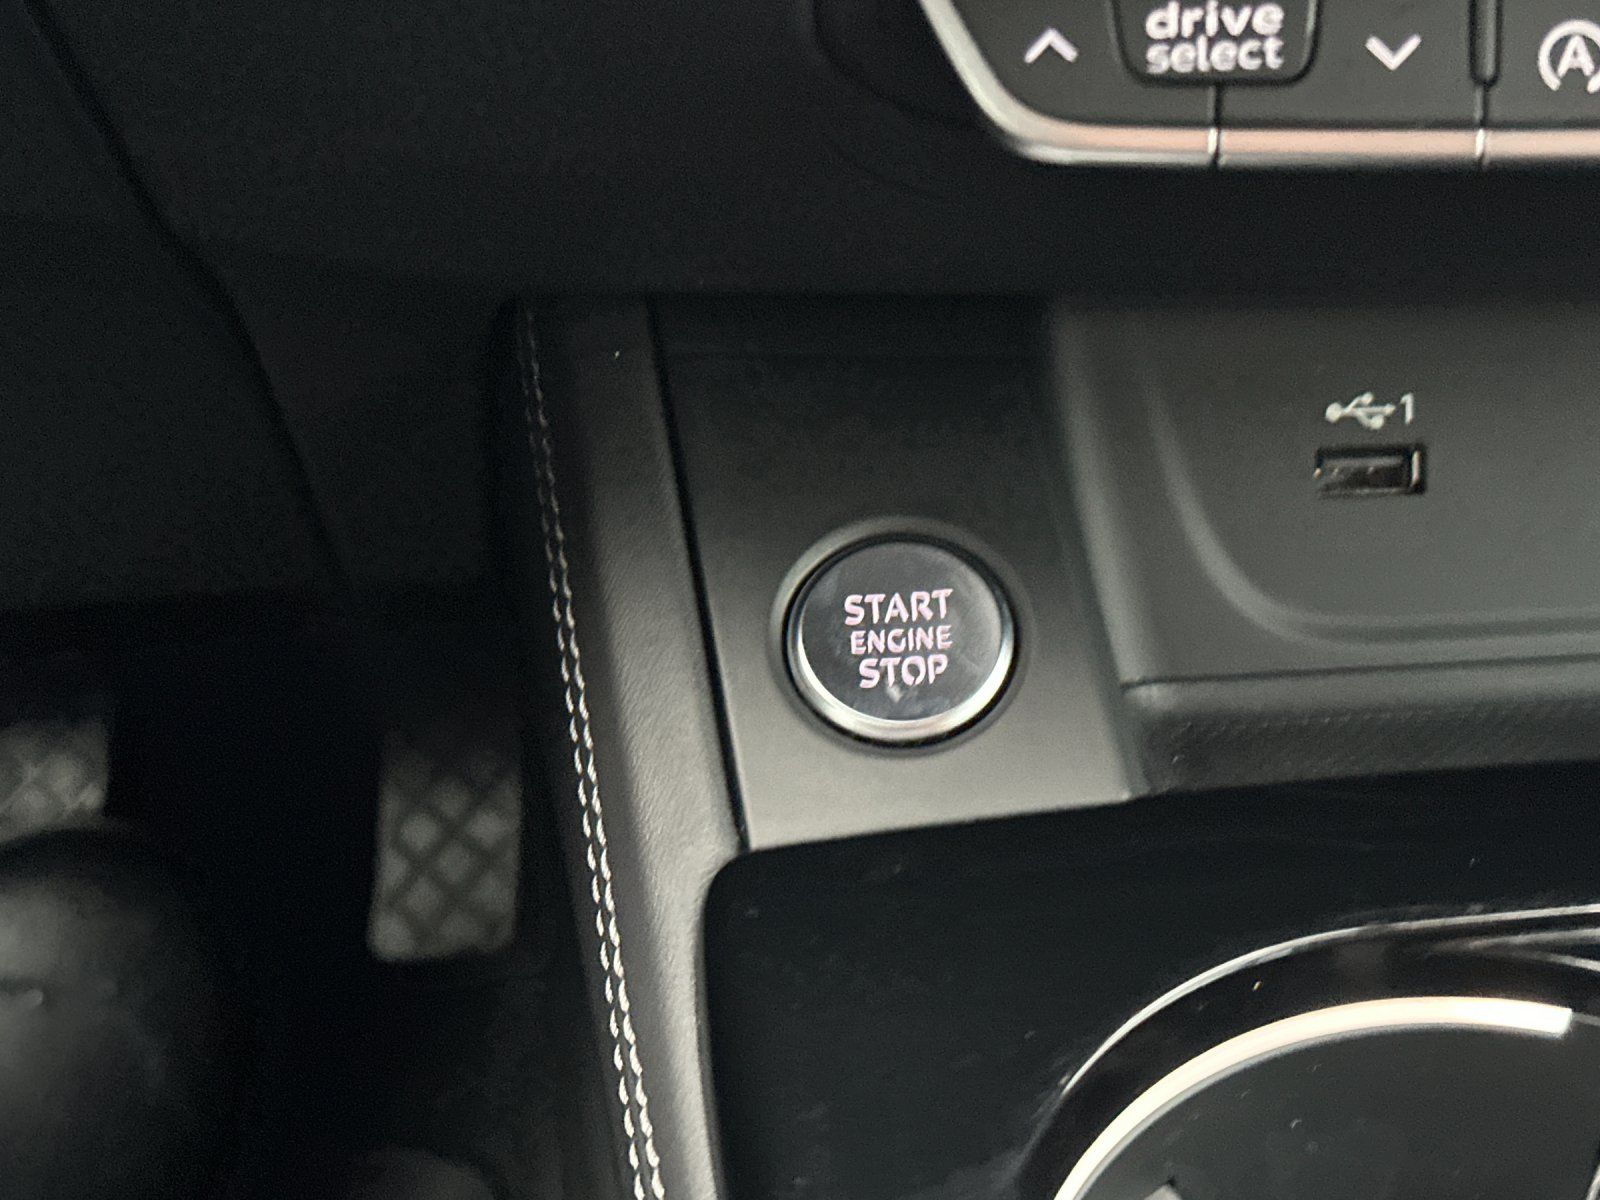 drive
select
A
1
START
ENGINE
STOP